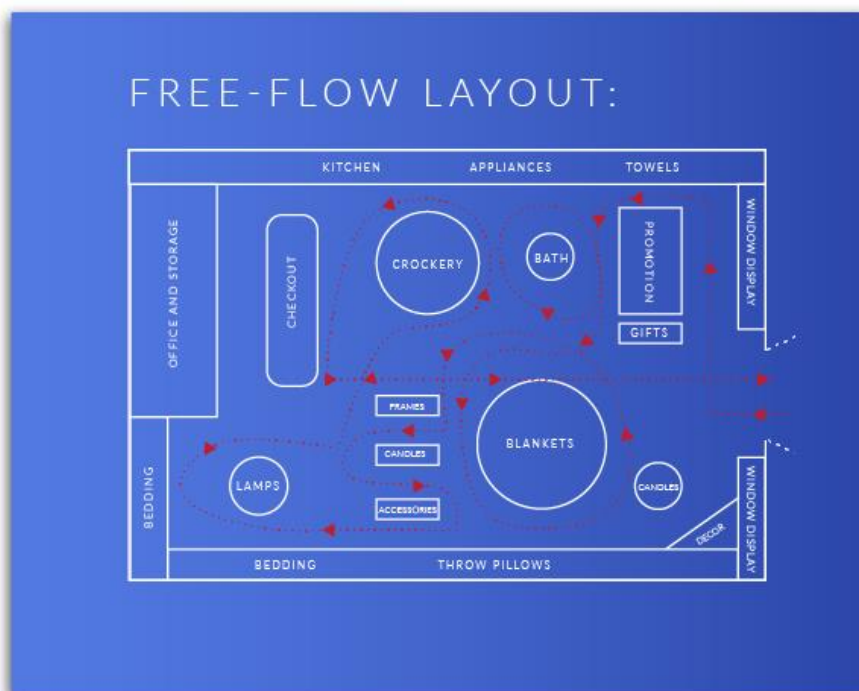 FREE-FLOW LAYOUT:
KITCHEN
APPLIANCES
TOWELS
OFFICE AND STORAGE
CHECKOUT
CROCKERY
BATH
PROMOTION
WINDOW DISPLAY
GIFTS
FRAMES
BLANKETS
CANDLES
BEDDING
LAMPS
CANDLES
ACCESSORIES
DECOR
WINDOW DISPLAY
BEDDING
THROW PILLOWS